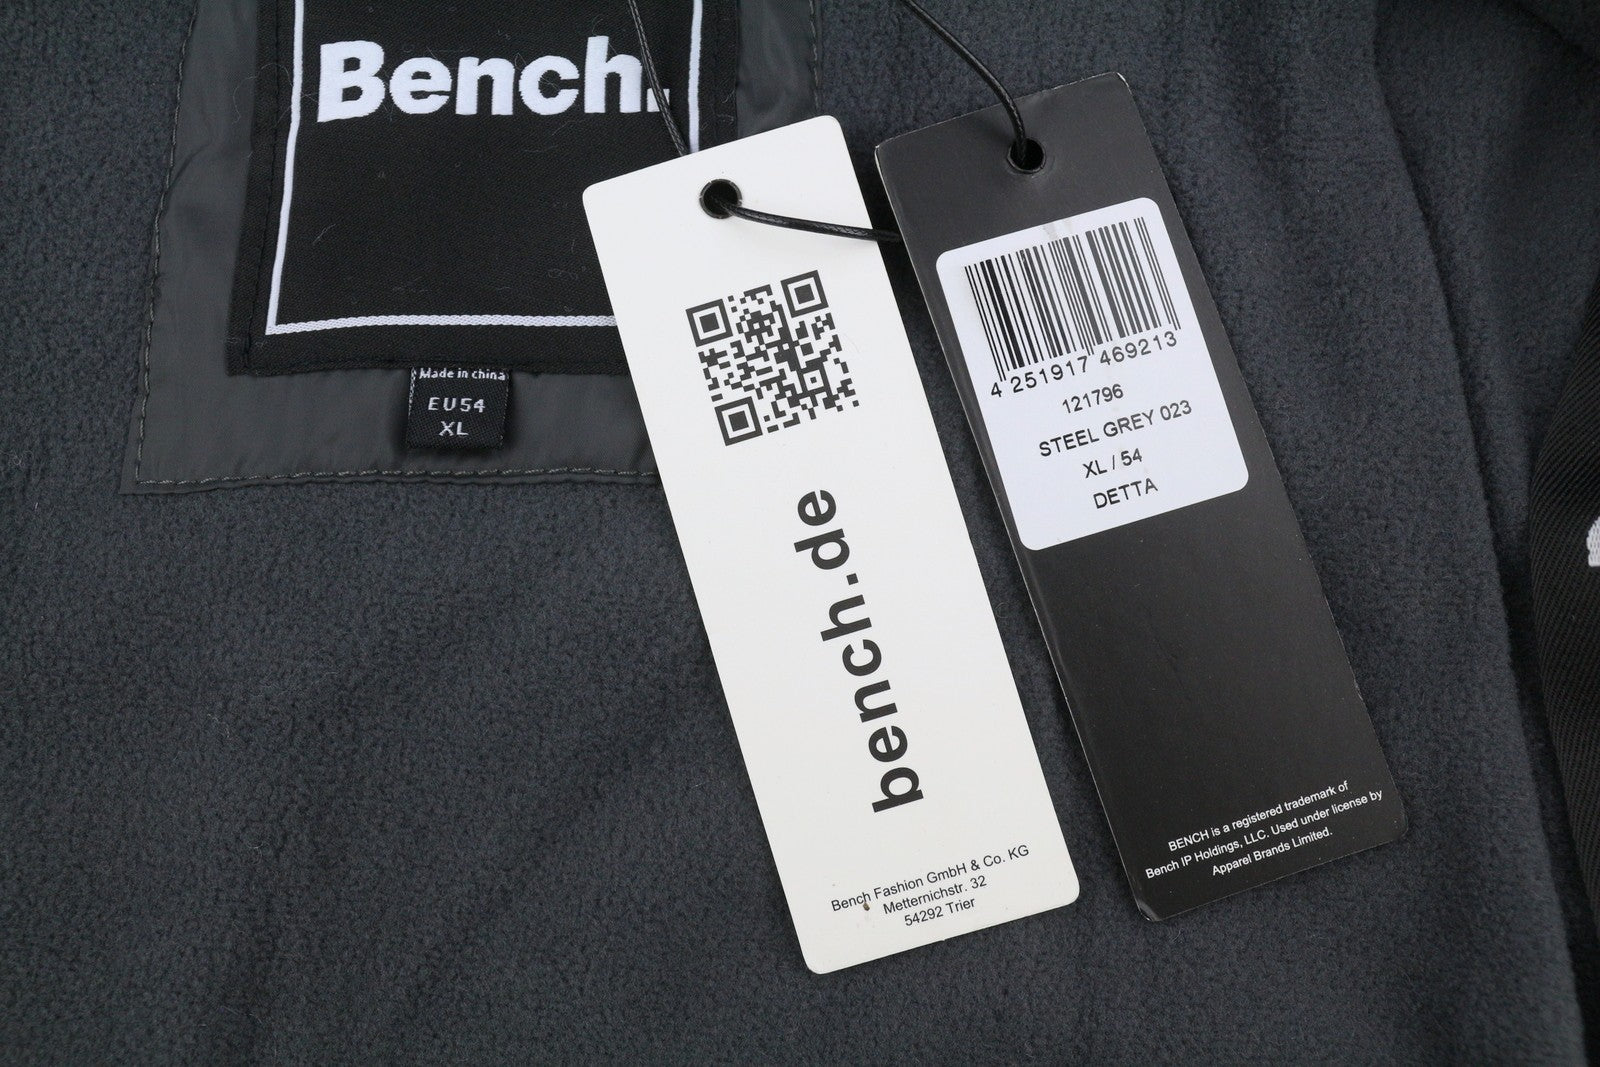 Bench.
Made in china
EU54
XL
bench.de
Bench Fashion GmbH & Co. KG
Metternichstr. 32
54292 Trier
4 251917 469213
121796
STEEL GREY 023
XL / 54
DETTA
BENCH is a registered trademark of
Bench IP Holdings, LLC. Used under license by
Apparel Brands Limited.